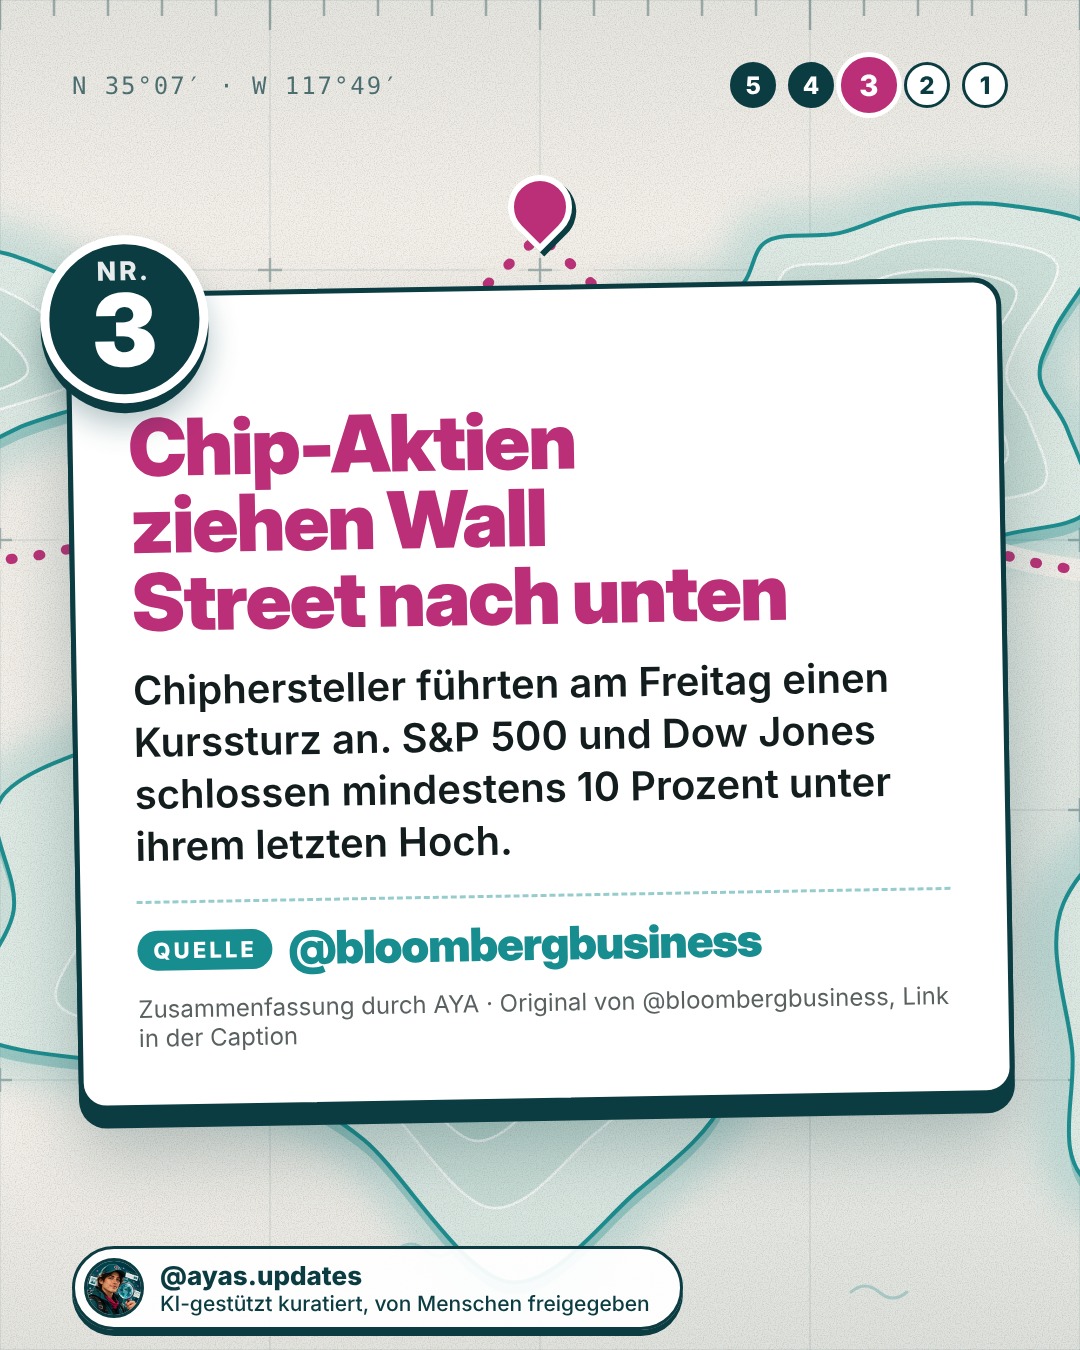 N 35°07′ · W 117°49′
5 4 3 2 1
NR.
3
Chip-Aktien
ziehen Wall
Street nach unten
Chiphersteller führten am Freitag einen
Kurssturz an. S&P 500 und Dow Jones
schlossen mindestens 10 Prozent unter
ihrem letzten Hoch.
QUELLE @bloombergbusiness
Zusammenfassung durch AYA · Original von @bloombergbusiness, Link
in der Caption
@ayas.updates
KI-gestützt kuratiert, von Menschen freigegeben